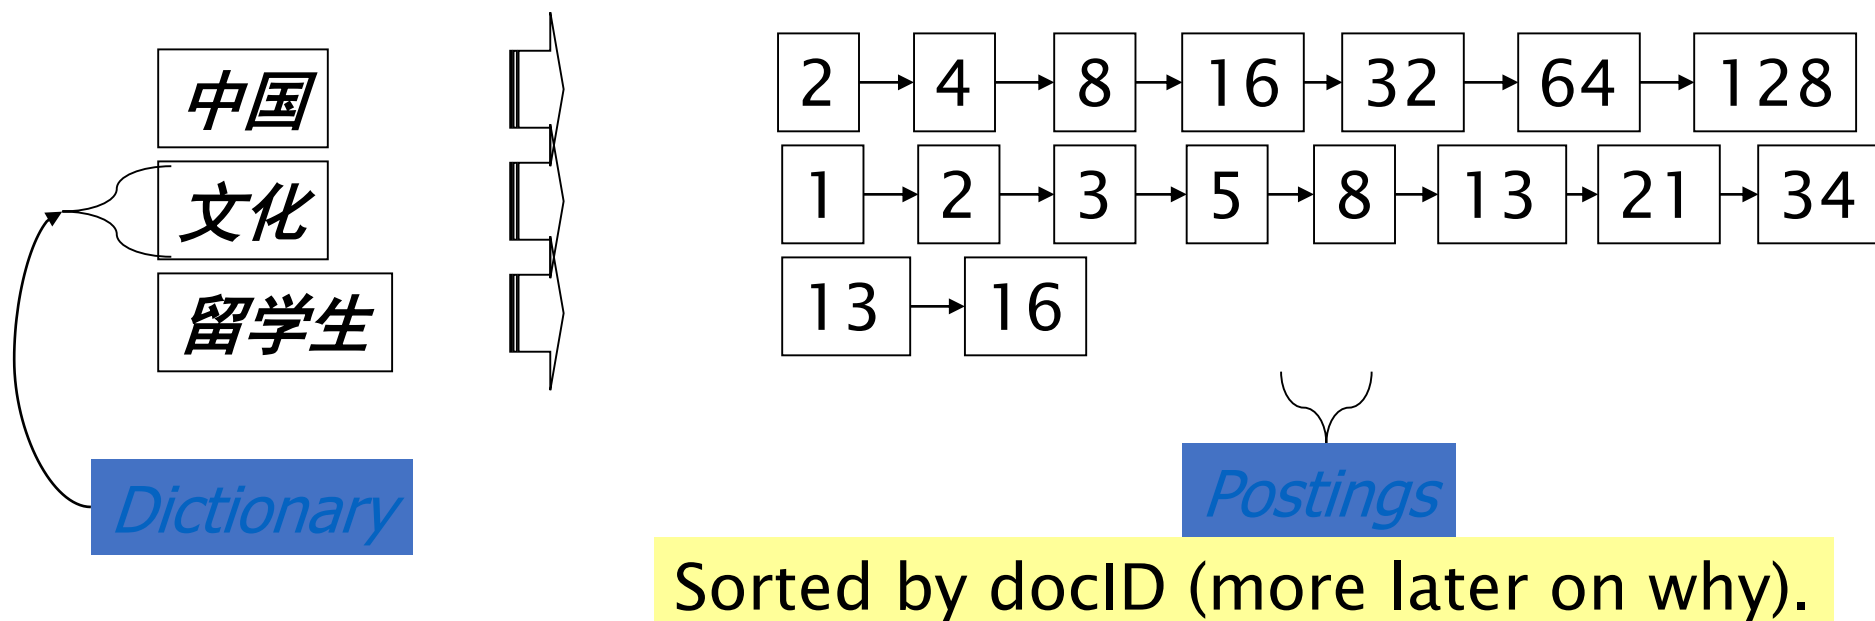 中国 2 4 8 16 32 64 128
文化 1 2 3 5 8 13 21 34
留学生 13 16
Dictionary
Postings
Sorted by docID (more later on why).